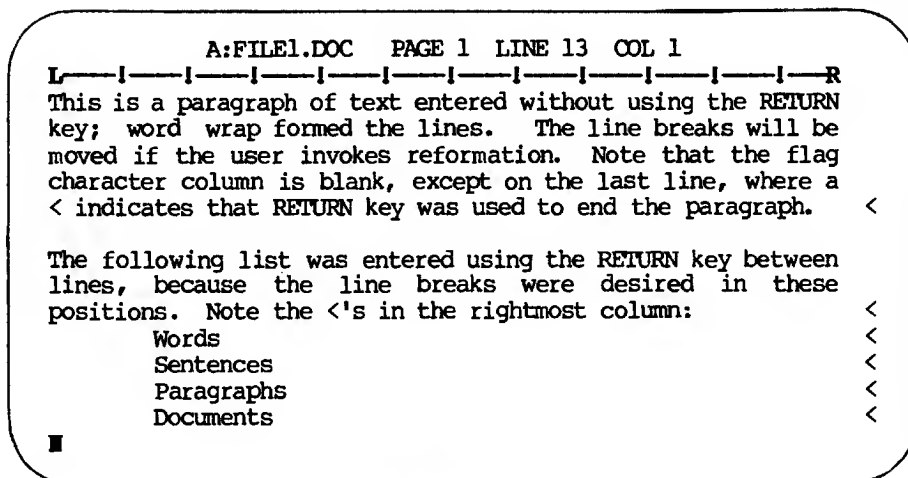 A:FILE1.DOC PAGE 1 LINE 13 COL 1
L----!----!----!----!----!----!----!----!----!----!----!---R
This is a paragraph of text entered without using the RETURN
key; word wrap formed the lines. The line breaks will be
moved if the user invokes reformation. Note that the flag
character column is blank, except on the last line, where a
< indicates that RETURN key was used to end the paragraph. <
The following list was entered using the RETURN key between
lines, because the line breaks were desired in these
positions. Note the <'s in the rightmost column: <
Words <
Sentences <
Paragraphs <
Documents <